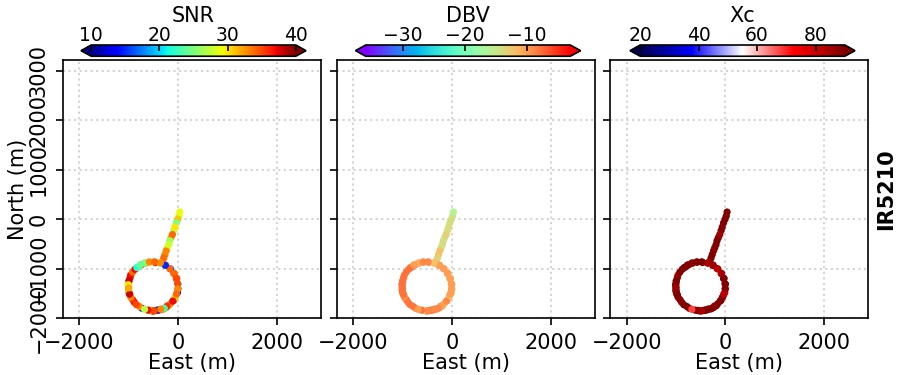 SNR DBV Xc
10 20 30 40 −30 −20 −10 20 40 60 80
North (m)
3000
2000
1000
0
−1000
−2000
−2000 0 2000 −2000 0 2000 −2000 0 2000
East (m) East (m) East (m)
IR5210